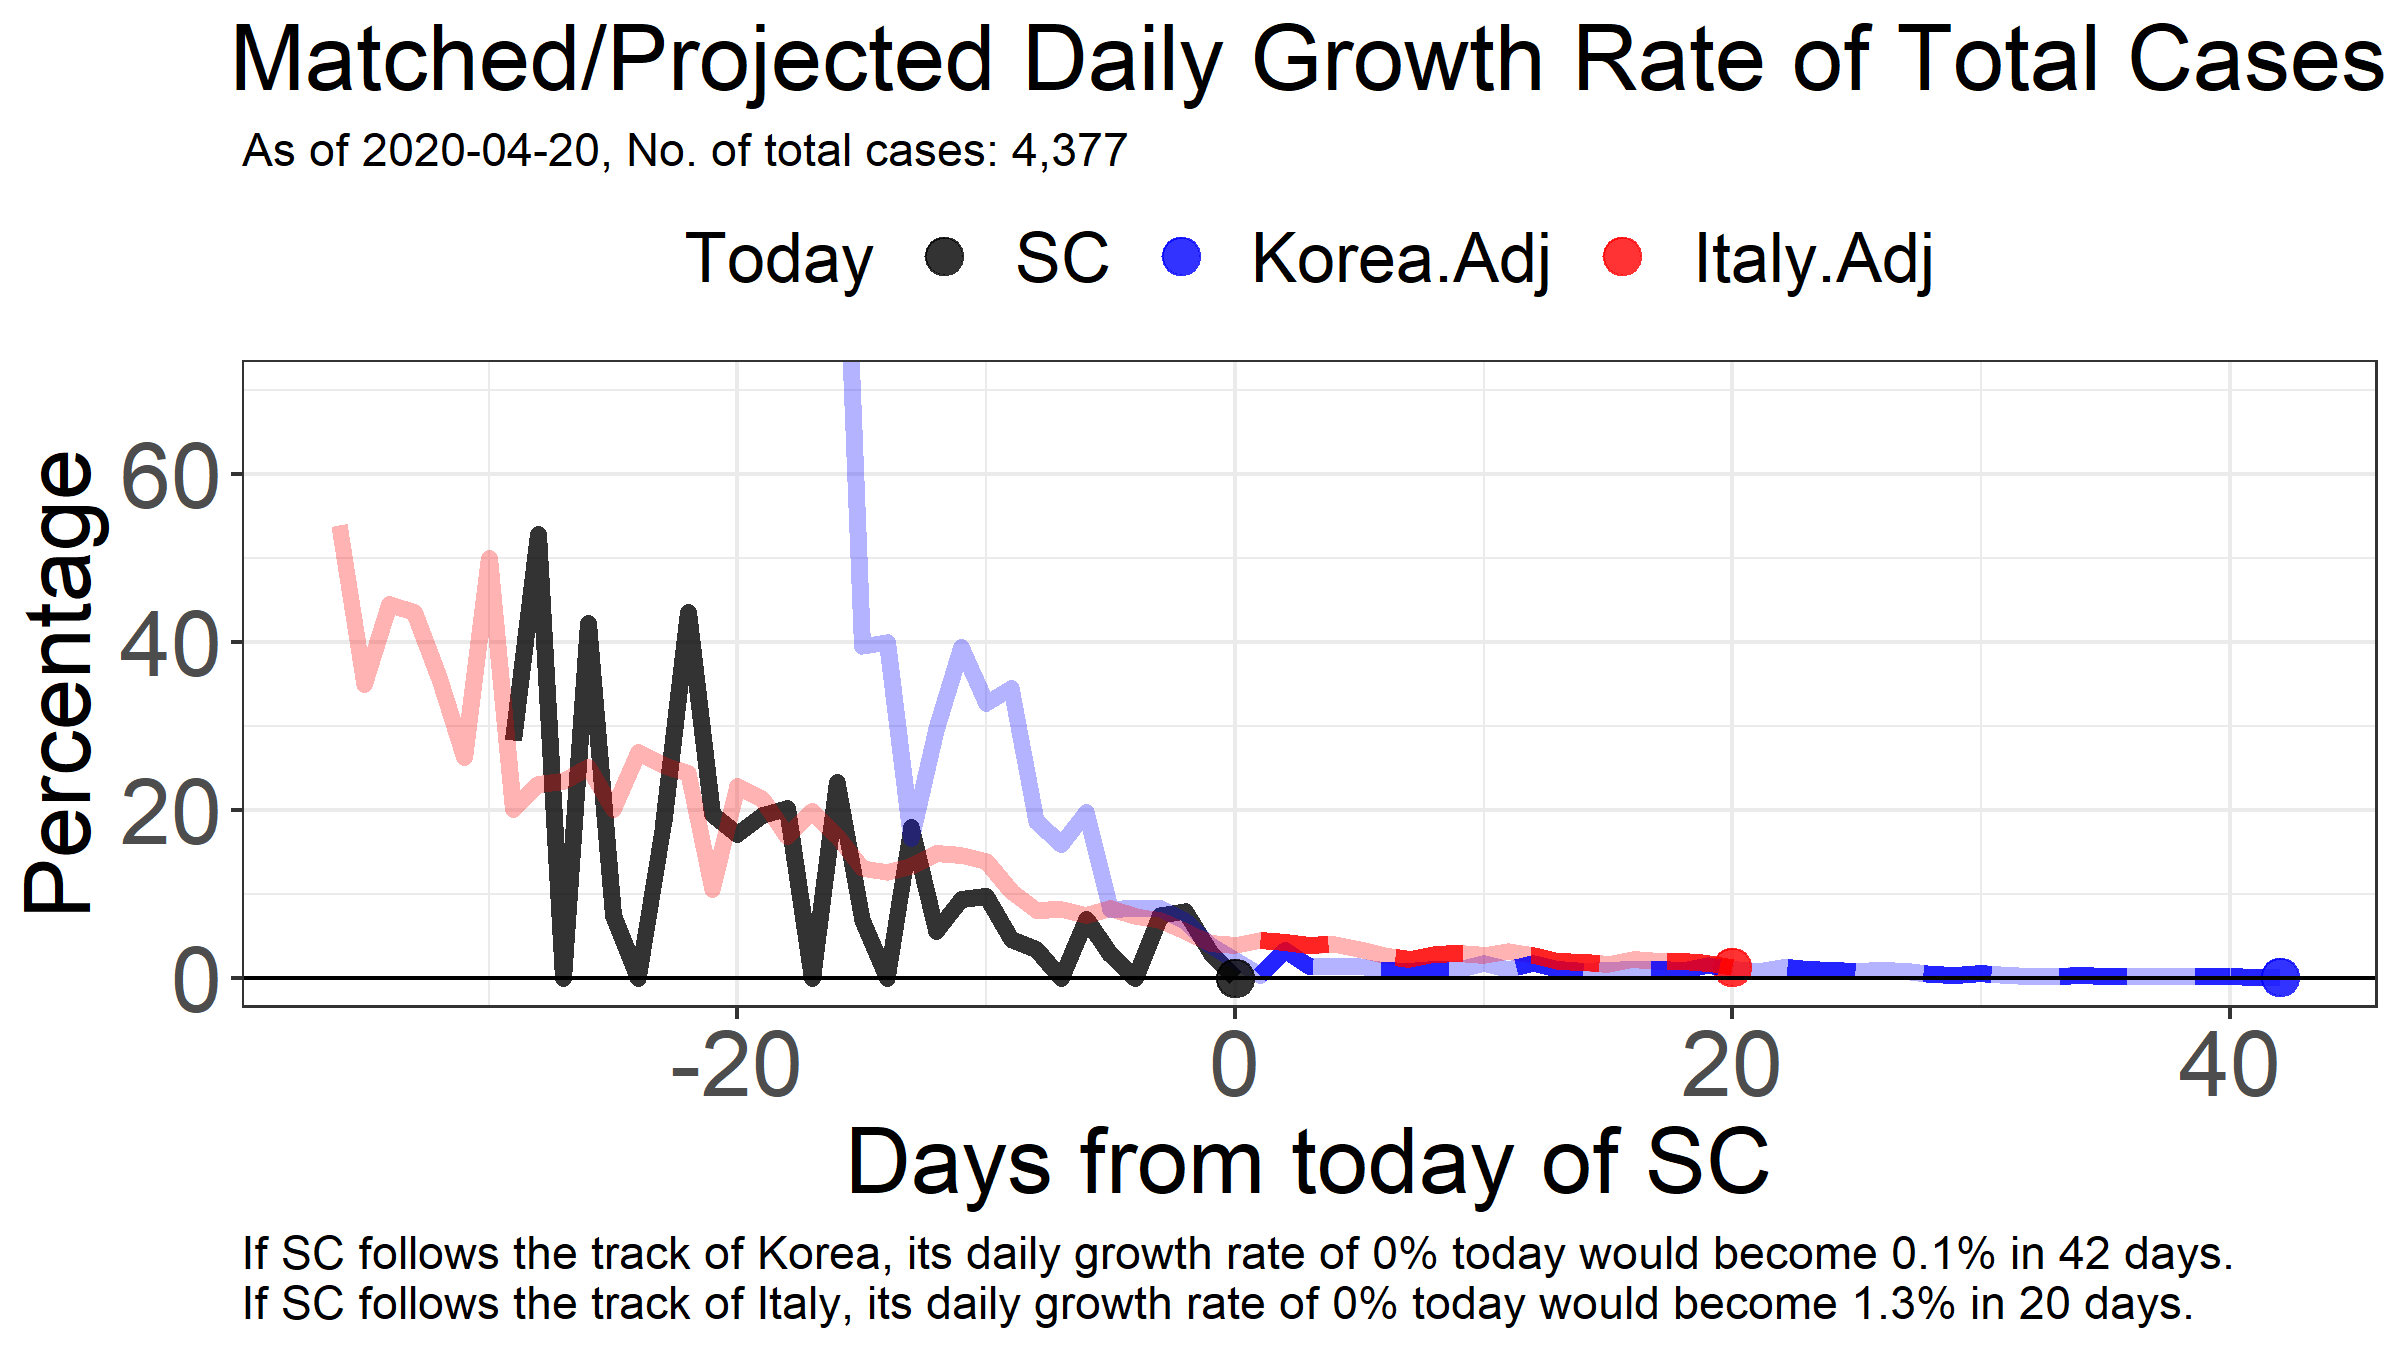 Matched/Projected Daily Growth Rate of Total Cases
As of 2020-04-20, No. of total cases: 4,377
Today SC Korea.Adj Italy.Adj
Percentage
60
40
20
0
-20 0 20 40
Days from today of SC
If SC follows the track of Korea, its daily growth rate of 0% today would become 0.1% in 42 days.
If SC follows the track of Italy, its daily growth rate of 0% today would become 1.3% in 20 days.